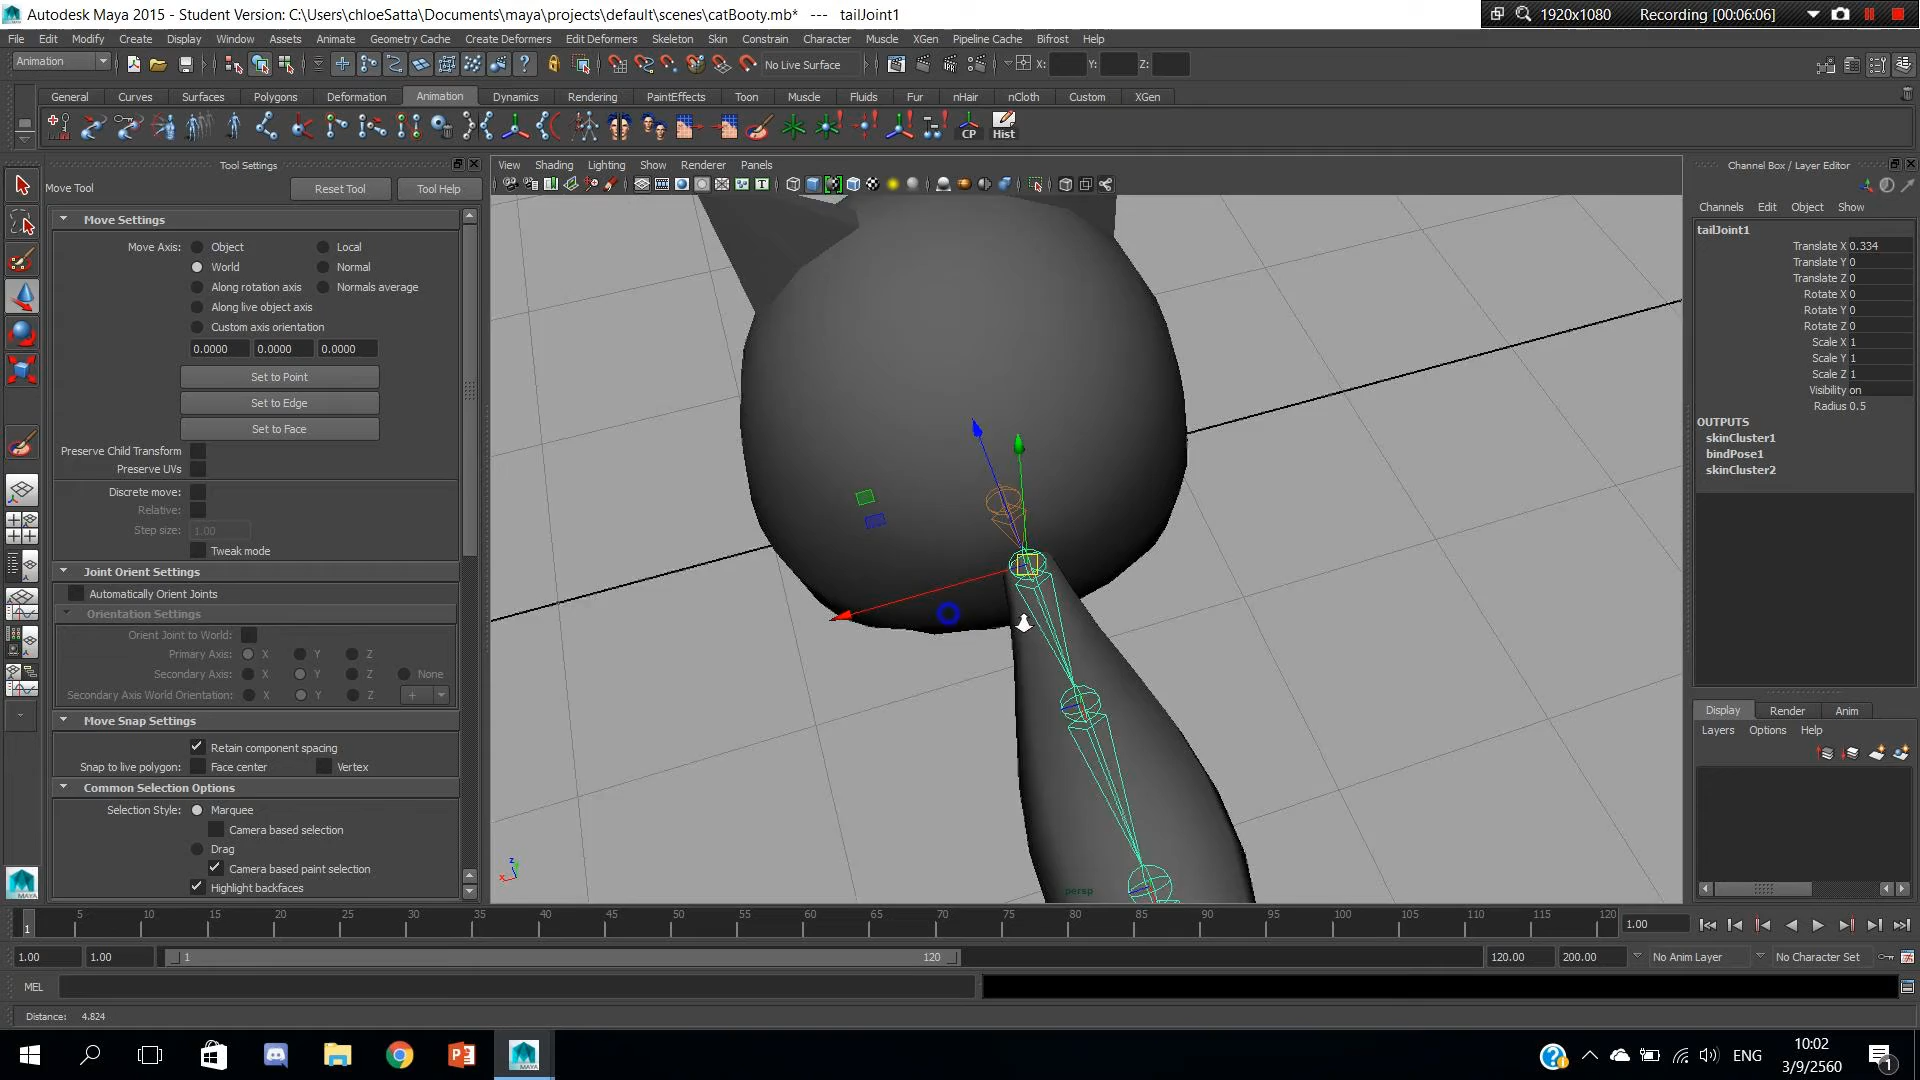 Autodesk Maya 2015 - Student Version: C:\Users\chloeSatta\Documents\maya\projects\default\scenes\catBooty.mb* --- tailJoint1
1920x1080 Recording [00:06:06]
File Edit Modify Create Display Window Assets Animate Geometry Cache Create Deformers Edit Deformers Skeleton Skin Constrain Character Muscle XGen Pipeline Cache Bifrost Help
Animation No Live Surface X: Y: Z:
General Curves Surfaces Polygons Deformation Animation Dynamics Rendering PaintEffects Toon Muscle Fluids Fur nHair nCloth Custom XGen
CP Hist
Tool Settings
Move Tool Reset Tool Tool Help
Move Settings
Move Axis: Object Local
World Normal
Along rotation axis Normals average
Along live object axis
Custom axis orientation
0.0000 0.0000 0.0000
Set to Point
Set to Edge
Set to Face
Preserve Child Transform
Preserve UVs
Discrete move:
Relative:
Step size: 1.00
Tweak mode
Joint Orient Settings
Automatically Orient Joints
Orientation Settings
Orient Joint to World:
Primary Axis: X Y Z
Secondary Axis: X Y Z None
Secondary Axis World Orientation: X Y Z +
Move Snap Settings
Retain component spacing
Snap to live polygon: Face center Vertex
Common Selection Options
Selection Style: Marquee
Camera based selection
Drag
Camera based paint selection
Highlight backfaces
MAYA
View Shading Lighting Show Renderer Panels
z
x
persp
Channel Box / Layer Editor
Channels Edit Object Show
tailJoint1
Translate X 0.334
Translate Y 0
Translate Z 0
Rotate X 0
Rotate Y 0
Rotate Z 0
Scale X 1
Scale Y 1
Scale Z 1
Visibility on
Radius 0.5
OUTPUTS
skinCluster1
bindPose1
skinCluster2
Display Render Anim
Layers Options Help
1 5 10 15 20 25 30 35 40 45 50 55 60 65 70 75 80 85 90 95 100 105 110 115 120 1.00
1.00 1.00 1 120 120.00 200.00 No Anim Layer No Character Set
MEL
Distance: 4.824
ENG 10:02
3/9/2560
1